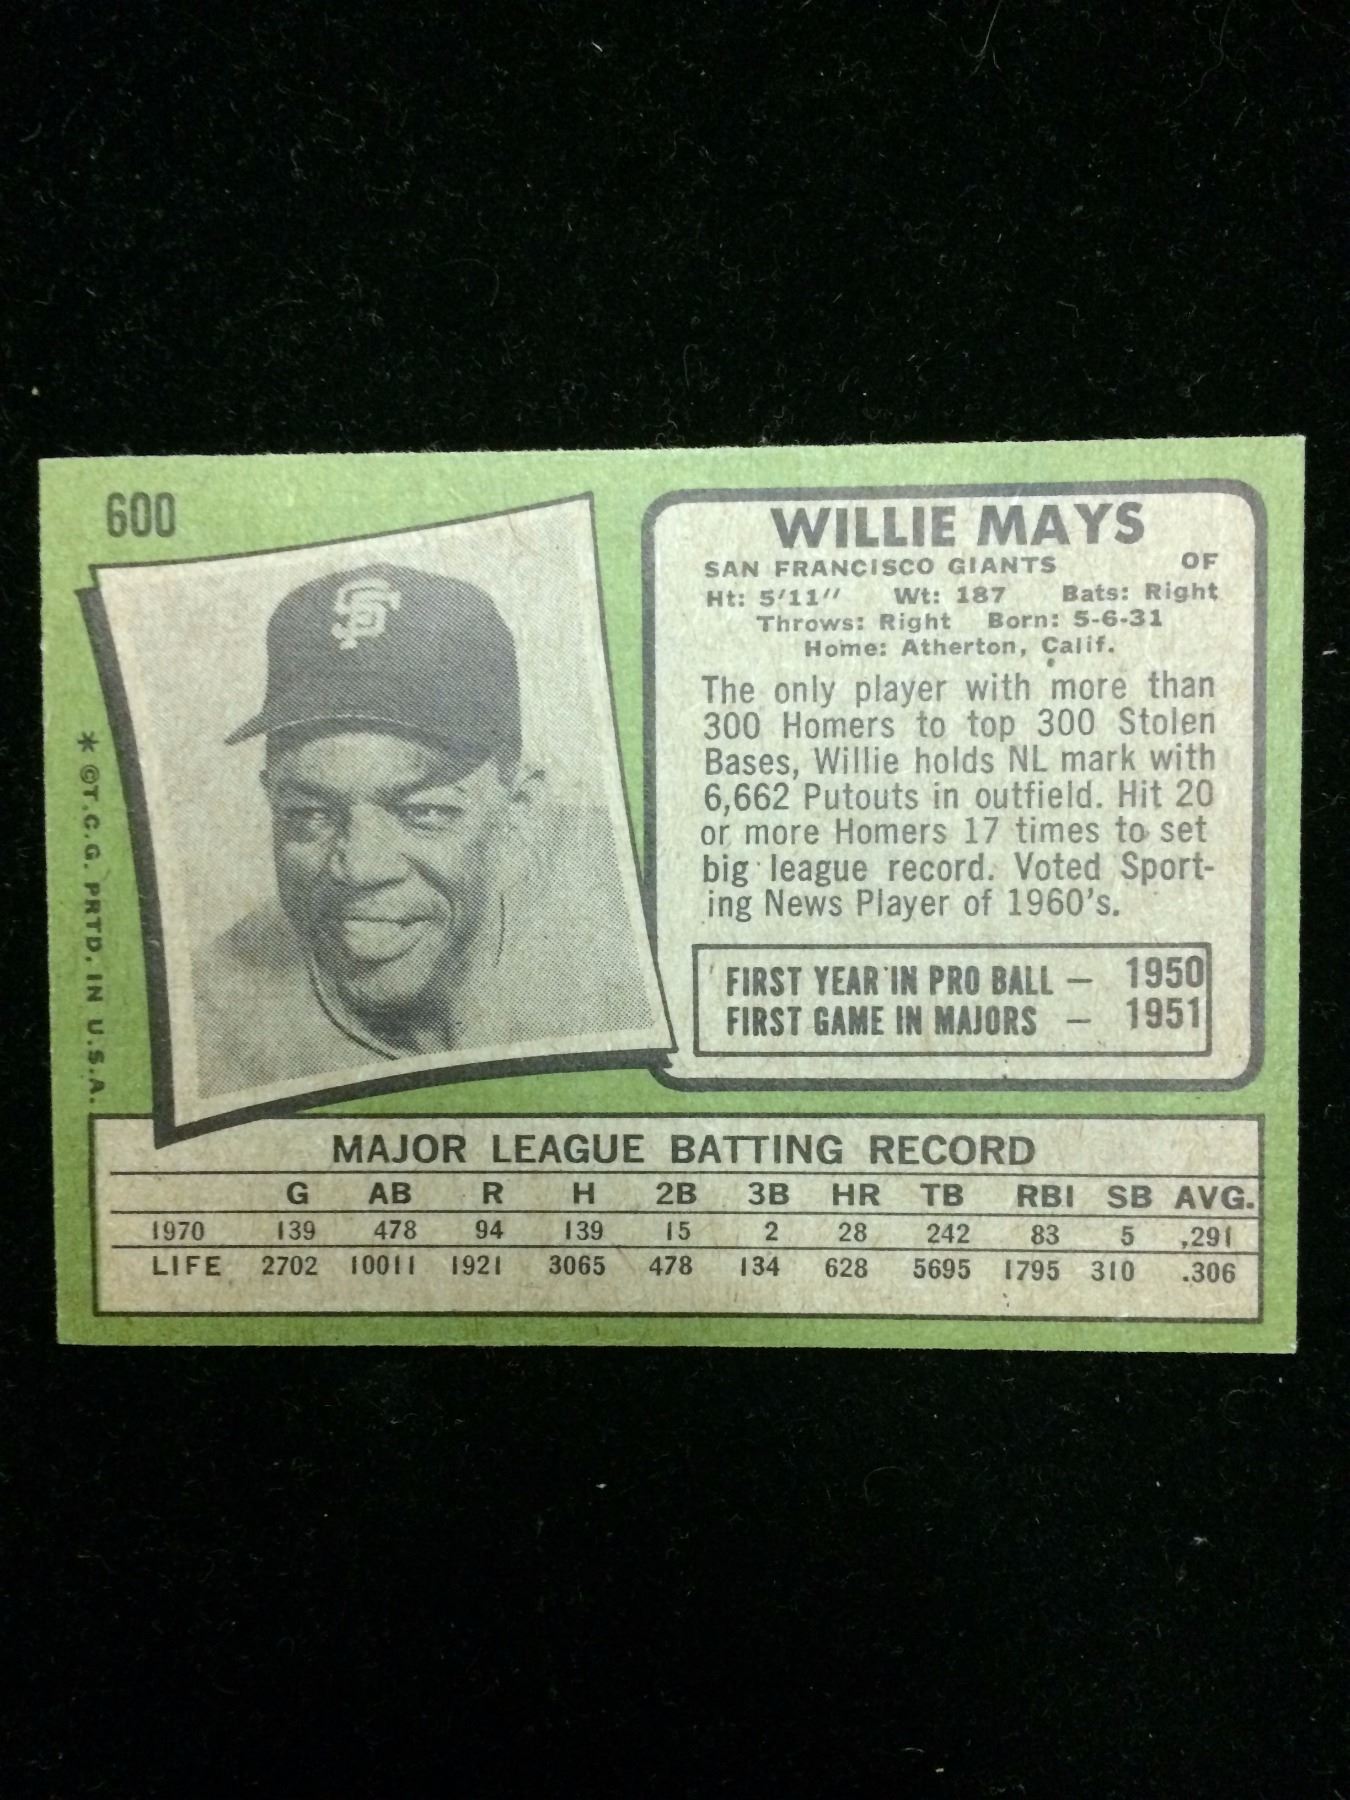 600
WILLIE MAYS
SAN FRANCISCO GIANTS OF
Ht: 5'11" Wt: 187 Bats: Right
Throws: Right Born: 5-6-31
Home: Atherton, Calif.
The only player with more than
300 Homers to top 300 Stolen
Bases, Willie holds NL mark with
6,662 Putouts in outfield. Hit 20
or more Homers 17 times to set
big league record. Voted Sport-
ing News Player of 1960's.
FIRST YEAR IN PRO BALL — 1950
FIRST GAME IN MAJORS — 1951
SF
* ©T.C.G. PRTD. IN U.S.A.
MAJOR LEAGUE BATTING RECORD
G AB R H 2B 3B HR TB RBI SB AVG.
1970 139 478 94 139 15 2 28 242 83 5 .291
LIFE 2702 10011 1921 3065 478 134 628 5695 1795 310 .306